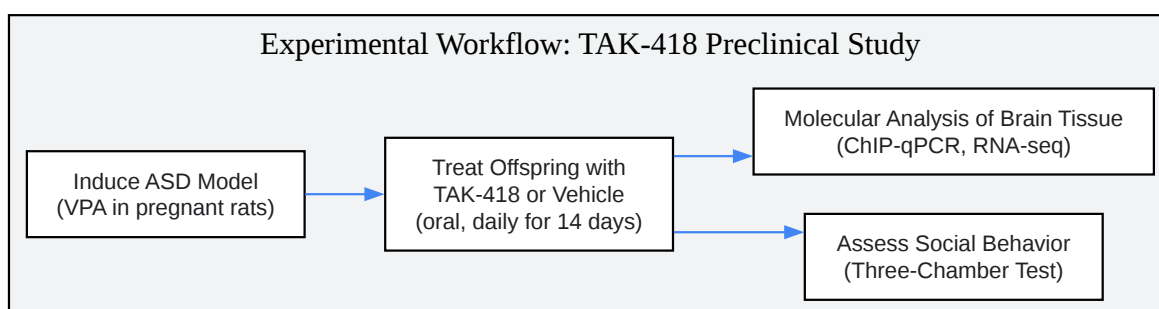 Experimental Workflow: TAK-418 Preclinical Study
Induce ASD Model
(VPA in pregnant rats)
Treat Offspring with
TAK-418 or Vehicle
(oral, daily for 14 days)
Molecular Analysis of Brain Tissue
(ChIP-qPCR, RNA-seq)
Assess Social Behavior
(Three-Chamber Test)